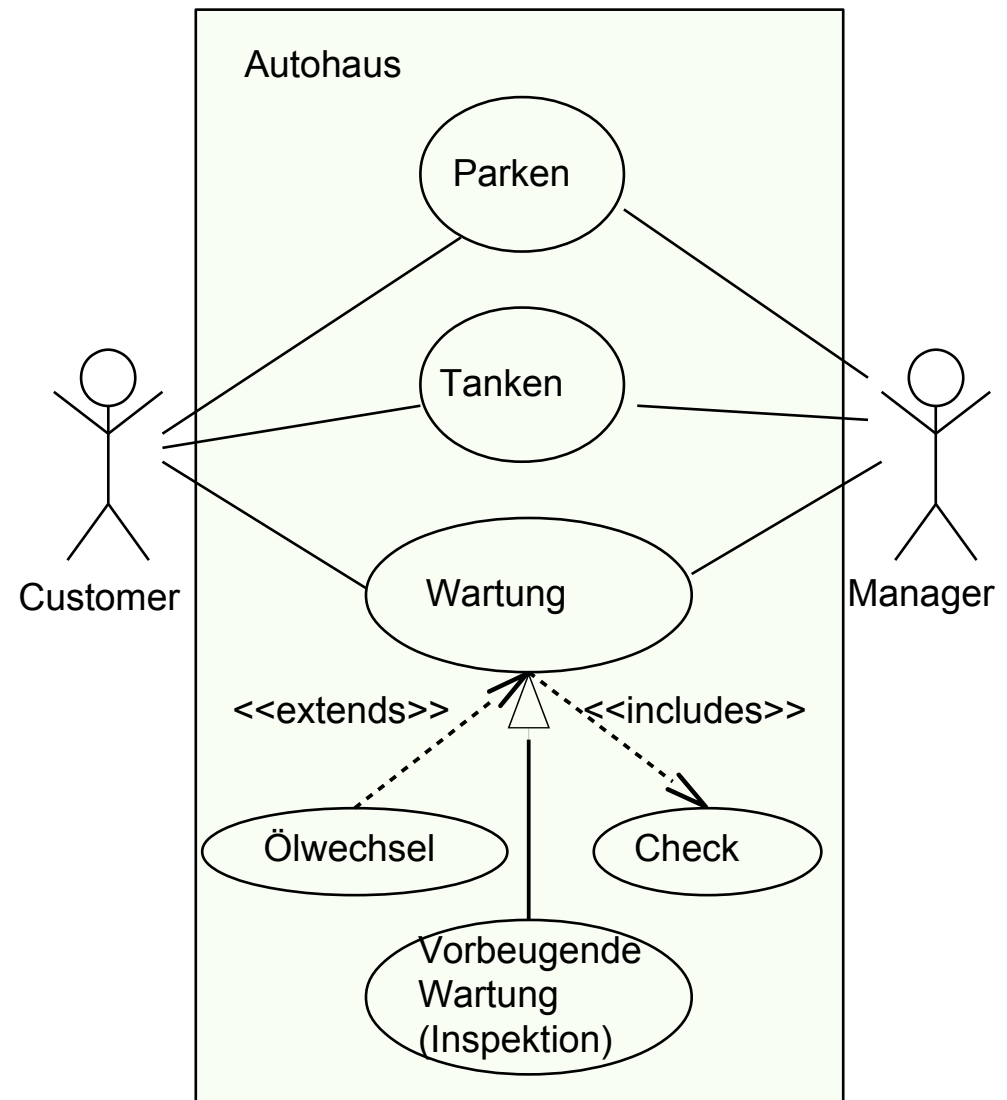 Autohaus
Parken
Tanken
Customer
Wartung
Manager
<<extends>>
<<includes>>
Ölwechsel
Check
Vorbeugende
Wartung
(Inspektion)